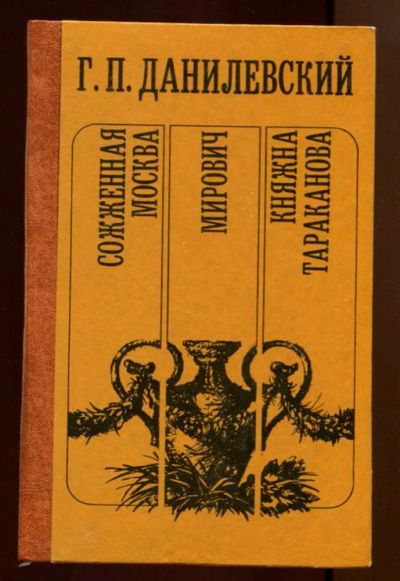 Г. П. ДАНИЛЕВСКИЙ
СОЖЖЕННАЯ
МОСКВА
МИРОВИЧ
КНЯЖНА
ТАРАКАНОВА